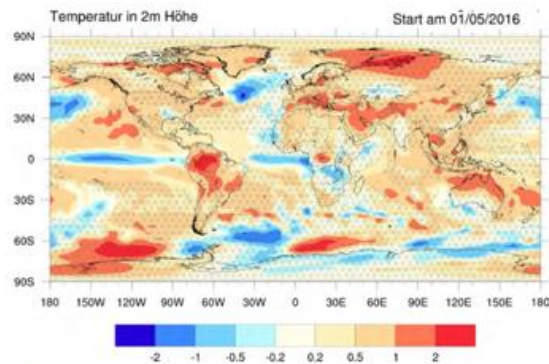 Temperatur in 2m Höhe
Start am 01/05/2016
90N
60N
30N
0
30S
60S
90S
180 150W 120W 90W 60W 30W 0 30E 60E 90E 120E 150E 180
-2 -1 -0.5 -0.2 0.2 0.5 1 2